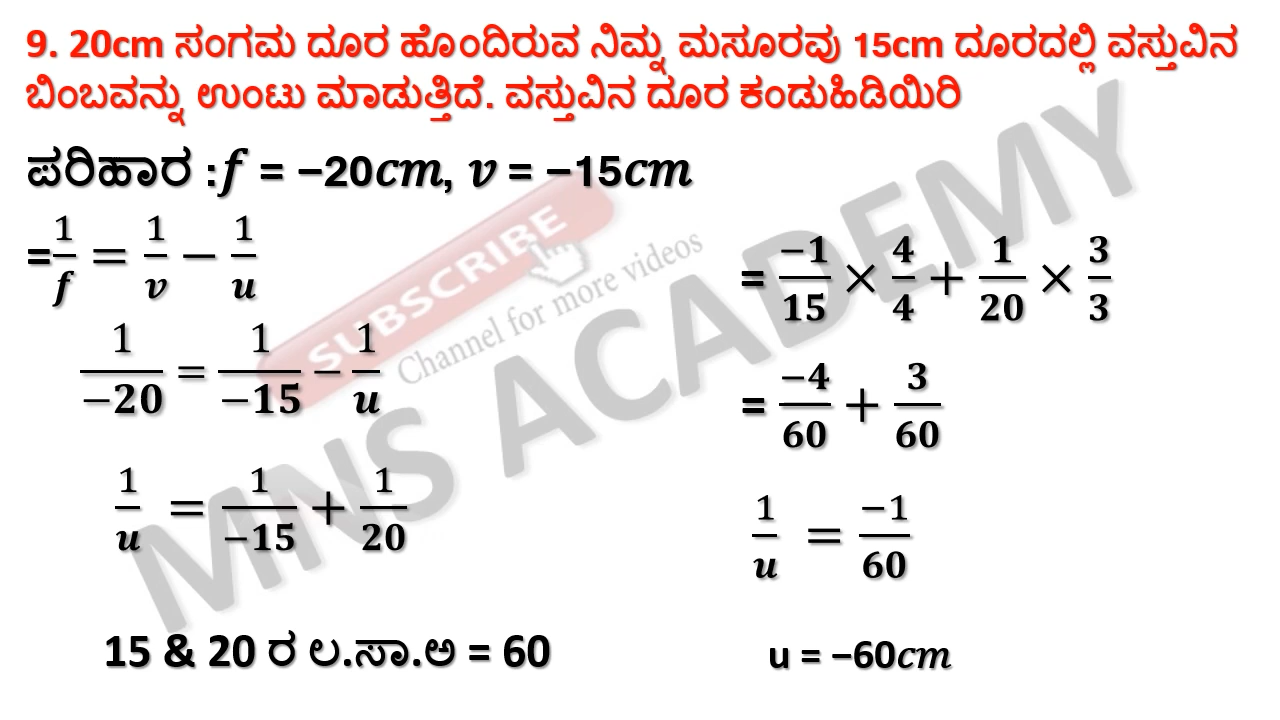 9. 20cm ಸಂಗಮ ದೂರ ಹೊಂದಿರುವ ನಿಮ್ನ ಮಸೂರವು 15cm ದೂರದಲ್ಲಿ ವಸ್ತುವಿನ
ಬಿಂಬವನ್ನು ಉಂಟು ಮಾಡುತ್ತಿದೆ. ವಸ್ತುವಿನ ದೂರ ಕಂಡುಹಿಡಿಯಿರಿ
ಪರಿಹಾರ :f = −20cm, v = −15cm
=1/f = 1/v − 1/u
1/−20 = 1/−15 − 1/u
1/u = 1/−15 + 1/20
15 & 20 ರ ಲ.ಸಾ.ಅ = 60
= −1/15 × 4/4 + 1/20 × 3/3
= −4/60 + 3/60
1/u = −1/60
u = −60cm
SUBSCRIBE
Channel for more videos
MNS ACADEMY